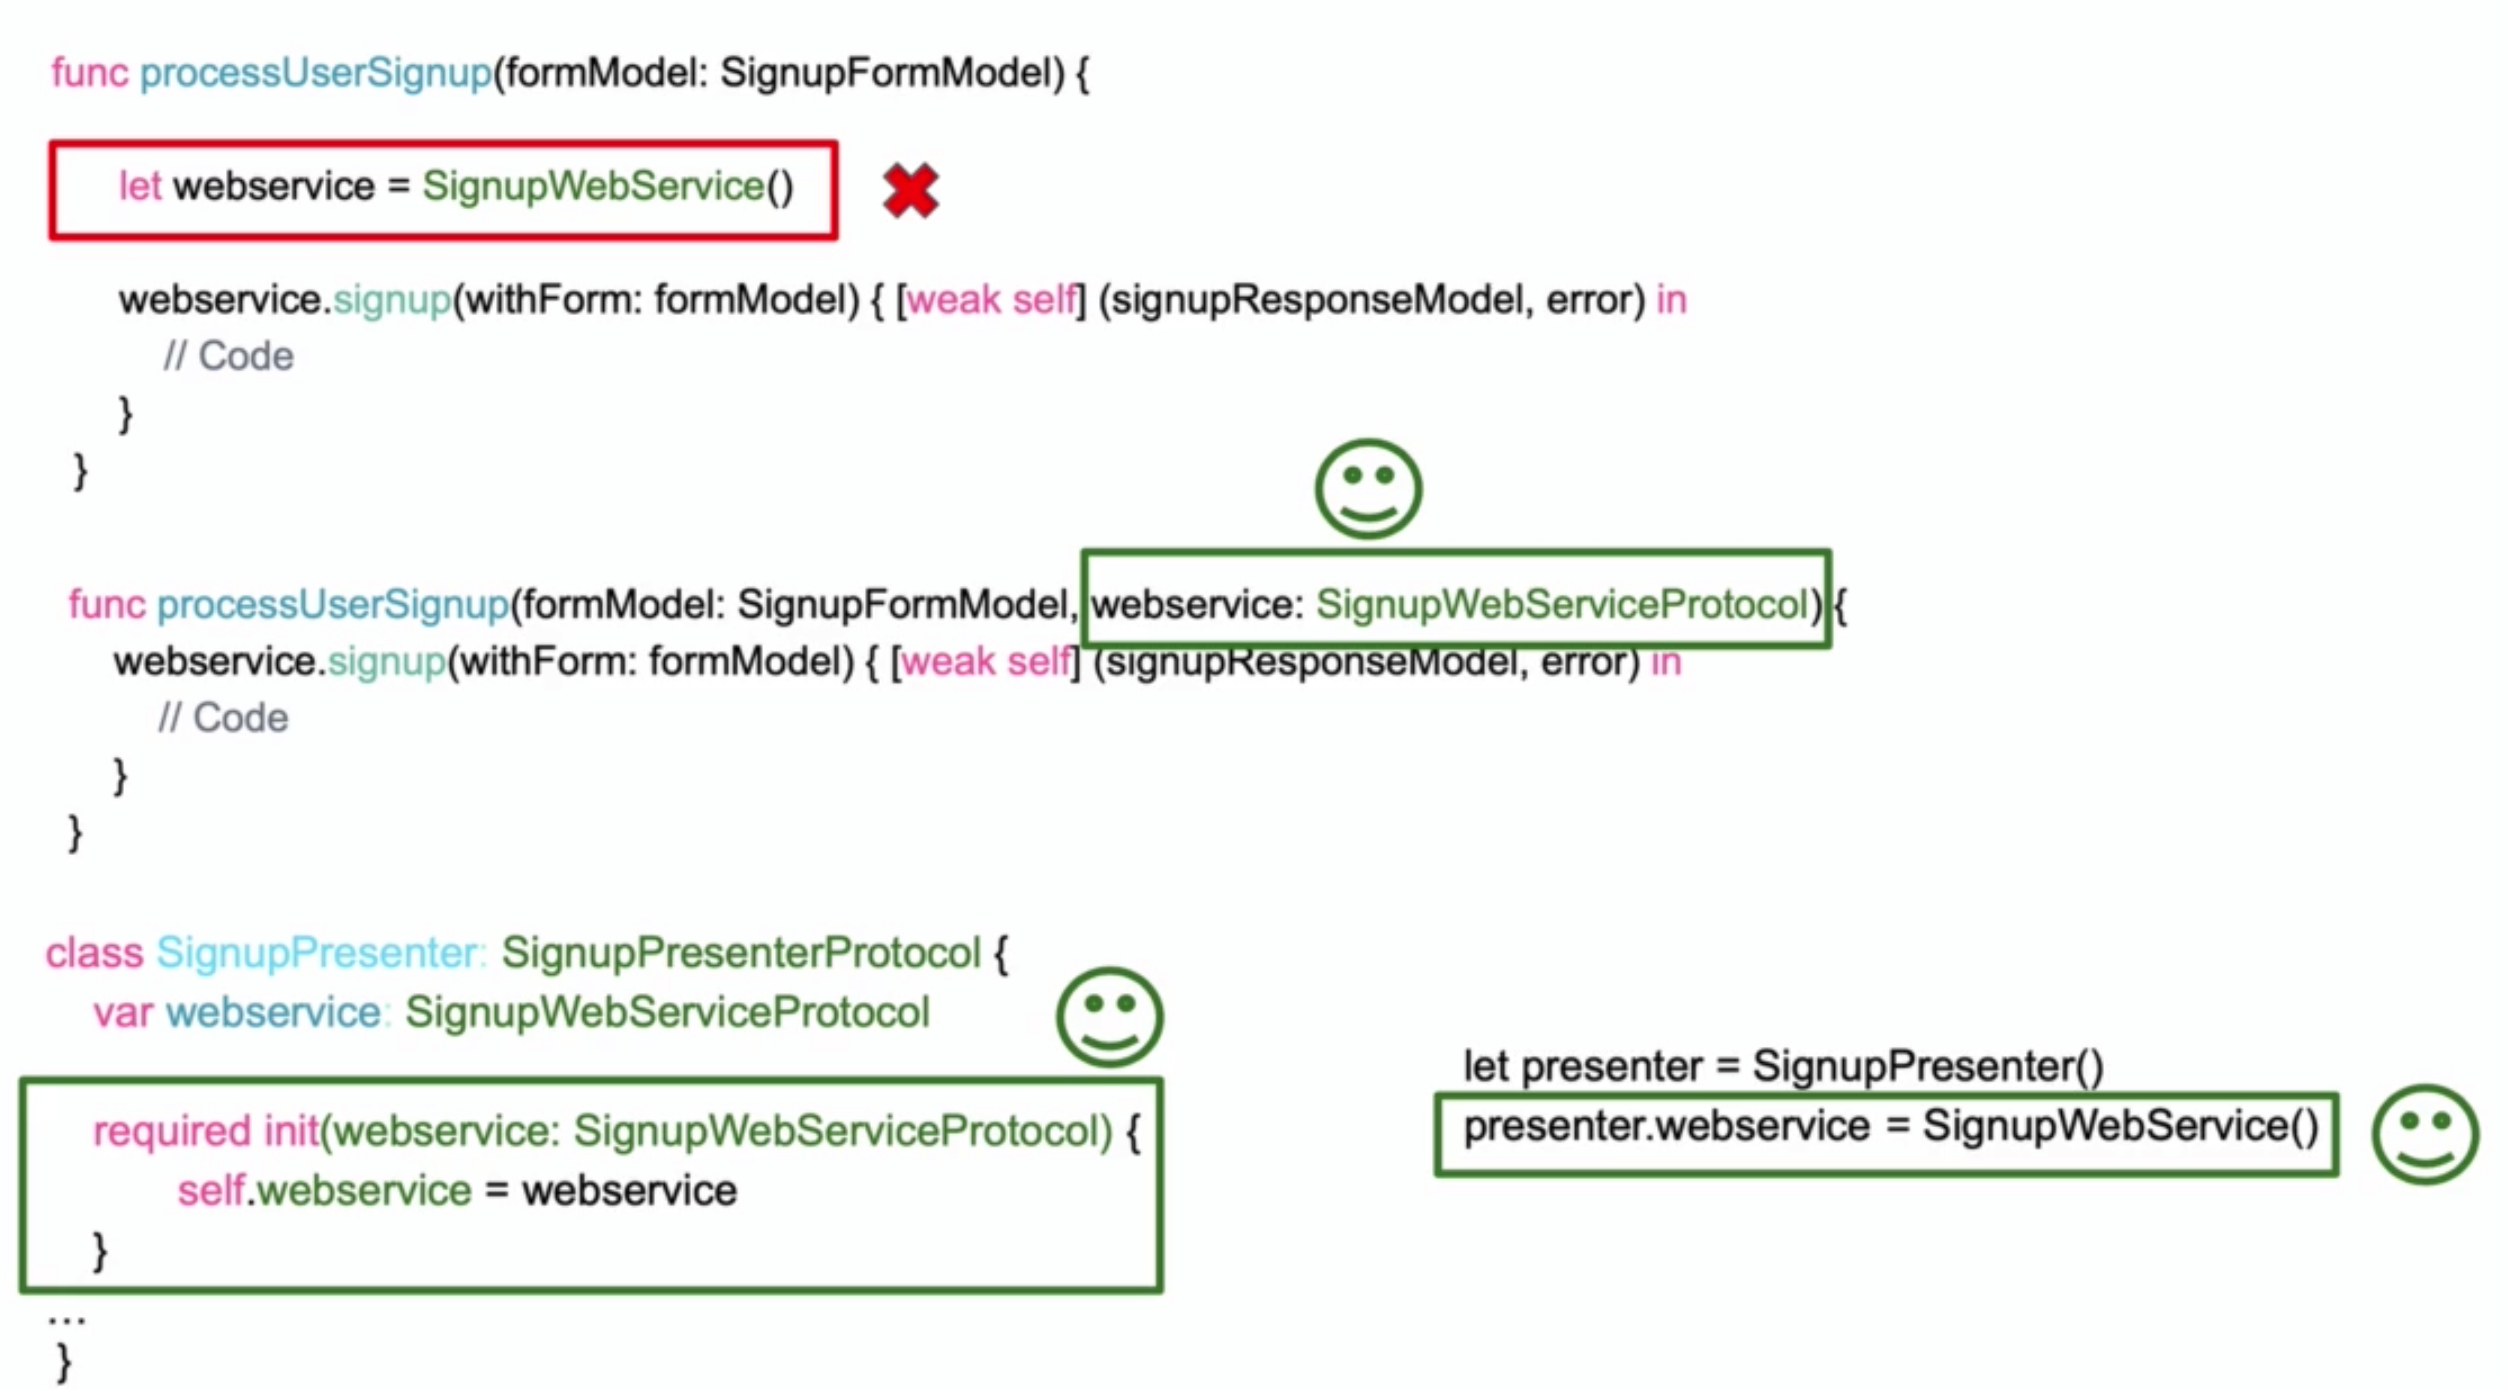 func processUserSignup(formModel: SignupFormModel) {
let webservice = SignupWebService()
webservice.signup(withForm: formModel) { [weak self] (signupResponseModel, error) in
// Code
}
}
func processUserSignup(formModel: SignupFormModel, webservice: SignupWebServiceProtocol) {
webservice.signup(withForm: formModel) { [weak self] (signupResponseModel, error) in
// Code
}
}
class SignupPresenter: SignupPresenterProtocol {
var webservice: SignupWebServiceProtocol
required init(webservice: SignupWebServiceProtocol) {
self.webservice = webservice
}
...
}
let presenter = SignupPresenter()
presenter.webservice = SignupWebService()